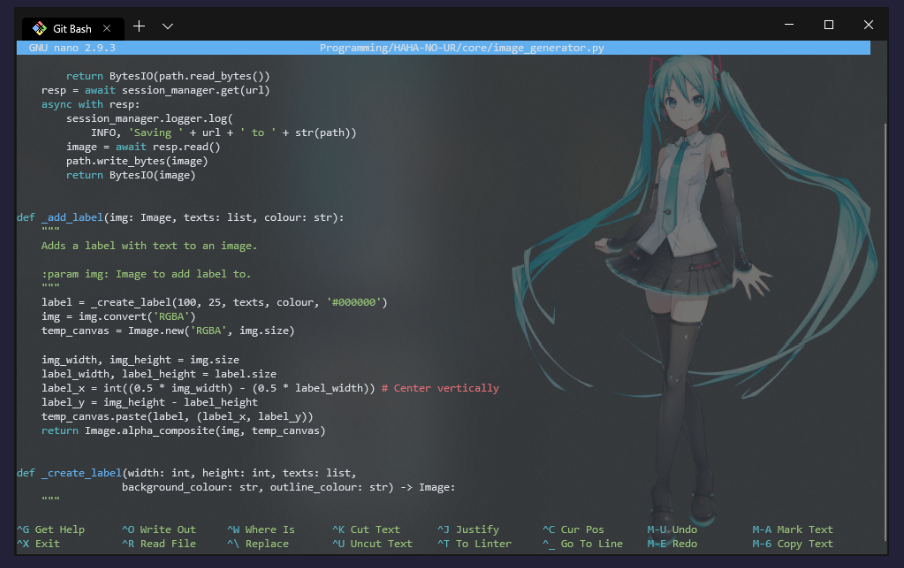 Git Bash
GNU nano 2.9.3 Programming/HAHA-NO-UR/core/image_generator.py
        return BytesIO(path.read_bytes())
    resp = await session_manager.get(url)
    async with resp:
        session_manager.logger.log(
            INFO, 'Saving ' + url + ' to ' + str(path))
        image = await resp.read()
        path.write_bytes(image)
        return BytesIO(image)
def _add_label(img: Image, texts: list, colour: str):
    """
    Adds a label with text to an image.
    :param img: Image to add label to.
    """
    label = _create_label(100, 25, texts, colour, '#000000')
    img = img.convert('RGBA')
    temp_canvas = Image.new('RGBA', img.size)
    img_width, img_height = img.size
    label_width, label_height = label.size
    label_x = int((0.5 * img_width) - (0.5 * label_width)) # Center vertically
    label_y = img_height - label_height
    temp_canvas.paste(label, (label_x, label_y))
    return Image.alpha_composite(img, temp_canvas)
def _create_label(width: int, height: int, texts: list,
                  background_colour: str, outline_colour: str) -> Image:
    """
^G Get Help ^O Write Out ^W Where Is ^K Cut Text ^J Justify ^C Cur Pos M-U Undo M-A Mark Text
^X Exit ^R Read File ^\ Replace ^U Uncut Text ^T To Linter ^_ Go To Line M-E Redo M-6 Copy Text